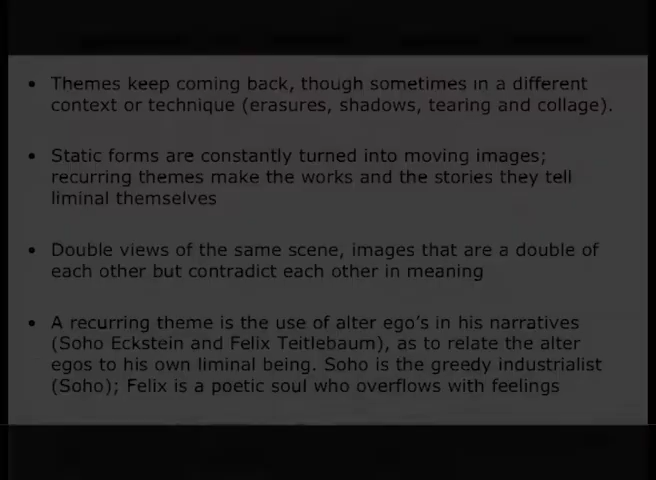 • Themes keep coming back, though sometimes in a different
context or technique (erasures, shadows, tearing and collage).
• Static forms are constantly turned into moving images;
recurring themes make the works and the stories they tell
liminal themselves
• Double views of the same scene, images that are a double of
each other but contradict each other in meaning
• A recurring theme is the use of alter ego's in his narratives
(Soho Eckstein and Felix Teitlebaum), as to relate the alter
egos to his own liminal being. Soho is the greedy industrialist
(Soho); Felix is a poetic soul who overflows with feelings